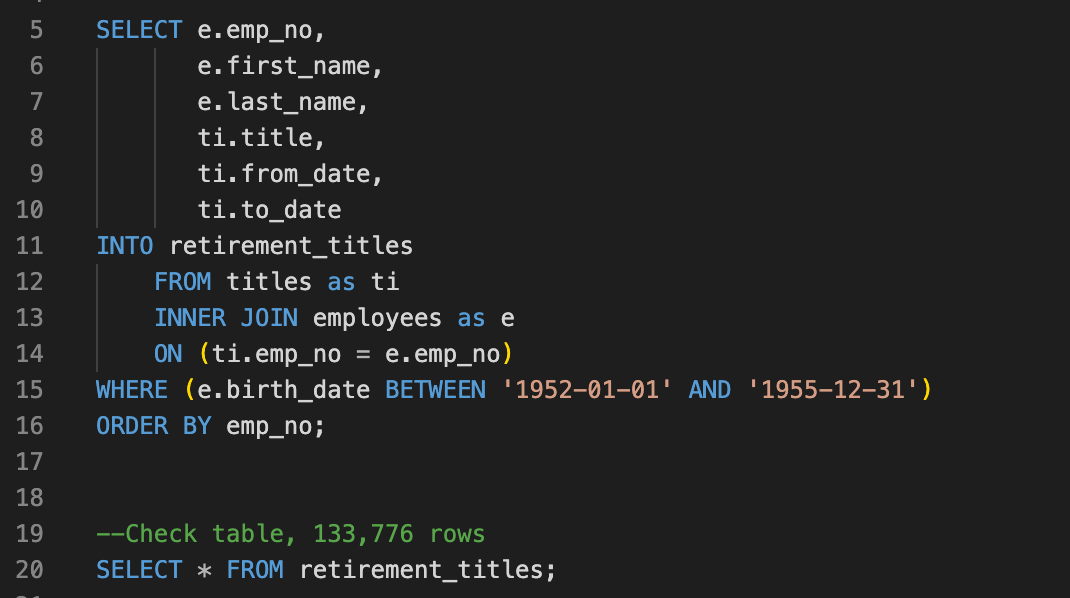 5 SELECT e.emp_no,
6 e.first_name,
7 e.last_name,
8 ti.title,
9 ti.from_date,
10 ti.to_date
11 INTO retirement_titles
12 FROM titles as ti
13 INNER JOIN employees as e
14 ON (ti.emp_no = e.emp_no)
15 WHERE (e.birth_date BETWEEN '1952-01-01' AND '1955-12-31')
16 ORDER BY emp_no;
17
18
19 --Check table, 133,776 rows
20 SELECT * FROM retirement_titles;